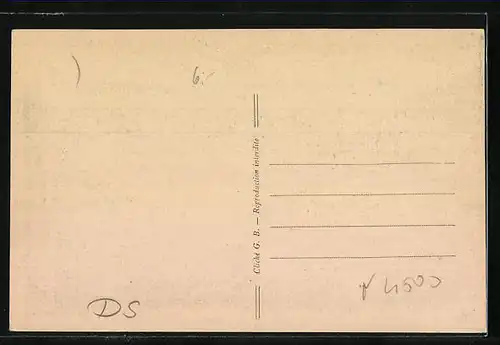 6.-
Cliché G. B. — Reproduction interdite
DS
4500